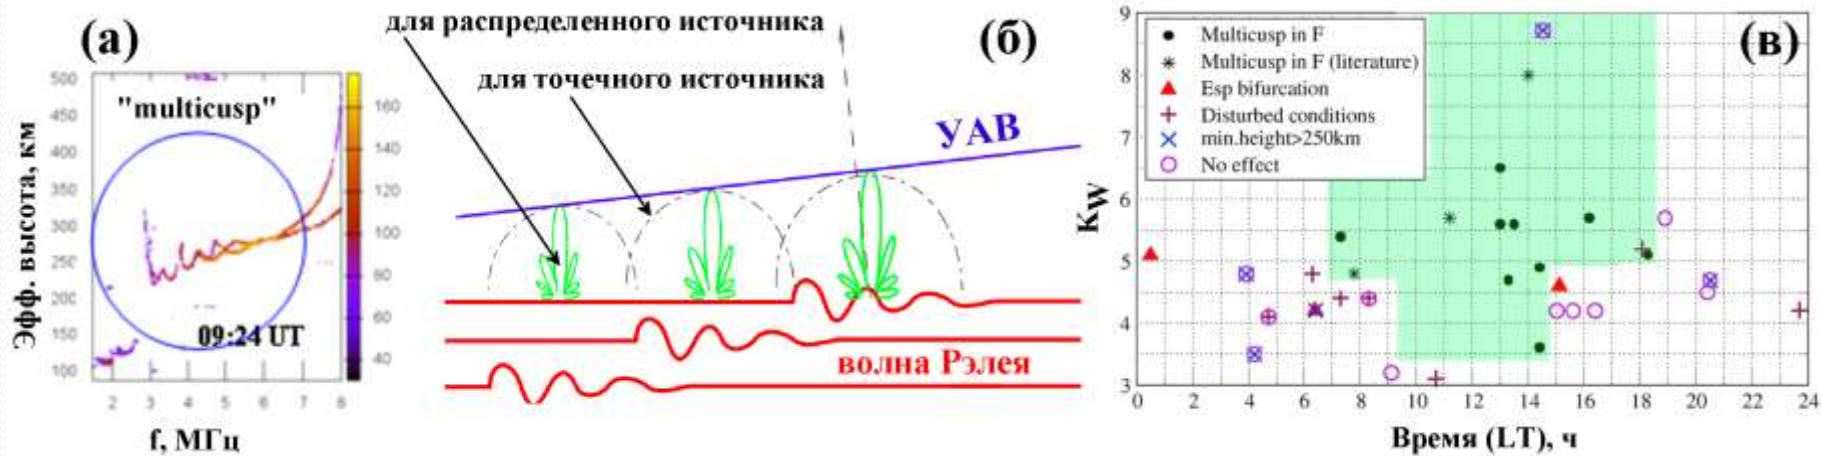 (а)
500
450
400
350
300
250
200
150
100
Эфф. высота, км
"multicusp"
09:24 UT
160
140
120
100
80
60
40
2 3 4 5 6 7 8
f, МГц
(б)
для распределенного источника
для точечного источника
УАВ
волна Рэлея
(в)
9
8
7
6
5
4
3
Kw
Multicusp in F
Multicusp in F (literature)
Esp bifurcation
Disturbed conditions
min.height>250km
No effect
0 2 4 6 8 10 12 14 16 18 20 22 24
Время (LT), ч